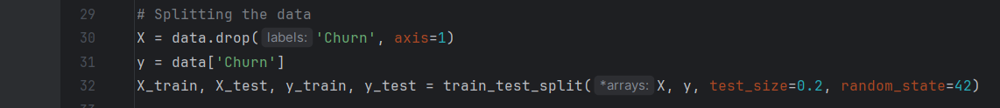 29 # Splitting the data
30 X = data.drop( labels: 'Churn', axis=1)
31 y = data['Churn']
32 X_train, X_test, y_train, y_test = train_test_split( *arrays: X, y, test_size=0.2, random_state=42)